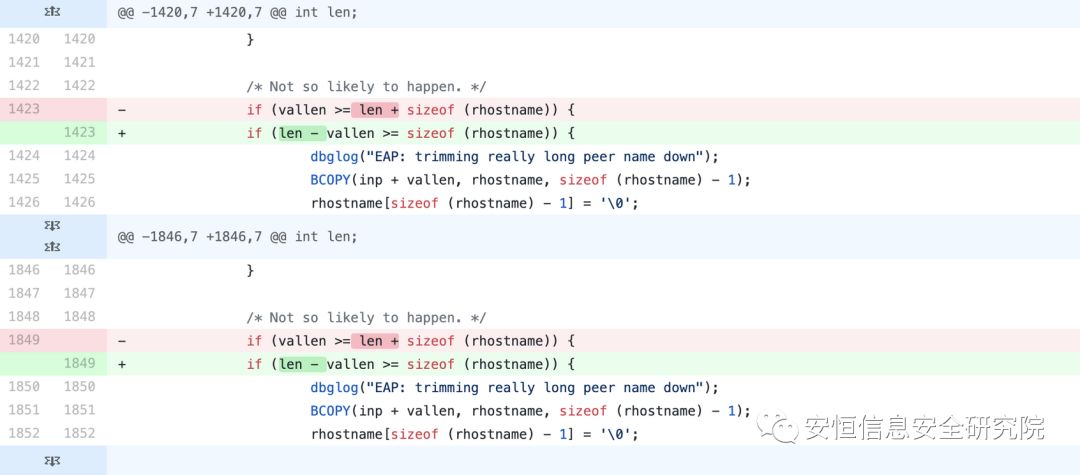 @@ -1420,7 +1420,7 @@ int len;
1420 1420 }
1421 1421
1422 1422 /* Not so likely to happen. */
1423 - if (vallen >= len + sizeof (rhostname)) {
1423 + if (len - vallen >= sizeof (rhostname)) {
1424 1424 dbglog("EAP: trimming really long peer name down");
1425 1425 BCOPY(inp + vallen, rhostname, sizeof (rhostname) - 1);
1426 1426 rhostname[sizeof (rhostname) - 1] = '\0';
@@ -1846,7 +1846,7 @@ int len;
1846 1846 }
1847 1847
1848 1848 /* Not so likely to happen. */
1849 - if (vallen >= len + sizeof (rhostname)) {
1849 + if (len - vallen >= sizeof (rhostname)) {
1850 1850 dbglog("EAP: trimming really long peer name down");
1851 1851 BCOPY(inp + vallen, rhostname, sizeof (rhostname) - 1);
1852 1852 rhostname[sizeof (rhostname) - 1] = '\0';
安恒信息安全研究院